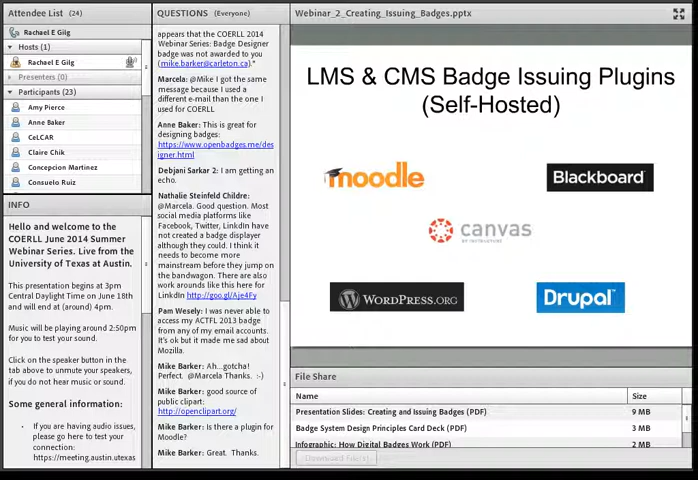 Attendee List (24)
Rachael E Gilg
Hosts (1)
Rachael E Gilg
Presenters (0)
Participants (23)
Amy Pierce
Anne Baker
CeLCAR
Claire Chik
Concepcion Martinez
Consuelo Ruiz
INFO
Hello and welcome to the
COERLL June 2014 Summer
Webinar Series. Live from the
University of Texas at Austin.
This presentation begins at 3pm
Central Daylight Time on June 18th
and will end at (around) 4pm.
Music will be playing around 2:50pm
for you to test your sound.
Click on the speaker button in the
tab above to unmute your speakers,
if you do not hear music or sound.
Some general information:
• If you are having audio issues,
please go here to test your
connection:
https://meeting.austin.utexas
QUESTIONS (Everyone)
appears that the COERLL 2014
Webinar Series: Badge Designer
badge was not awarded to you
(mike.barker@carleton.ca)."
Marcela: @Mike I got the same
message because I used a
different e-mail than the one I
used for COERLL
Anne Baker: This is great for
designing badges:
https://www.openbadges.me/des
igner.html
Debjani Sarkar 2: I am getting an
echo.
Nathalie Steinfeld Childre:
@Marcela. Good question. Most
social media platforms like
Facebook, Twitter, LinkdIn have
not created a badge displayer
although they could. I think it
needs to become more
mainstream before they jump on
the bandwagon. There are also
work arounds like this here for
LinkdIn http://goo.gl/Aje4Fy
Pam Wesely: I was never able to
access my ACTFL 2013 badge
from any of my email accounts.
It's ok but it made me sad about
Mozilla.
Mike Barker: Ah...gotcha!
Perfect. @Marcela Thanks. :-)
Mike Barker: good source of
public clipart:
http://openclipart.org/
Mike Barker: Is there a plugin for
Moodle?
Mike Barker: Great. Thanks.
Webinar_2_Creating_Issuing_Badges.pptx
LMS & CMS Badge Issuing Plugins
(Self-Hosted)
moodle
Blackboard
canvas
BY INSTRUCTURE
WORDPRESS.ORG
Drupal
File Share
Name Size
Presentation Slides: Creating and Issuing Badges (PDF) 9 MB
Badge System Design Principles Card Deck (PDF) 3 MB
Infographic: How Digital Badges Work (PDF) 2 MB
Download File(s)